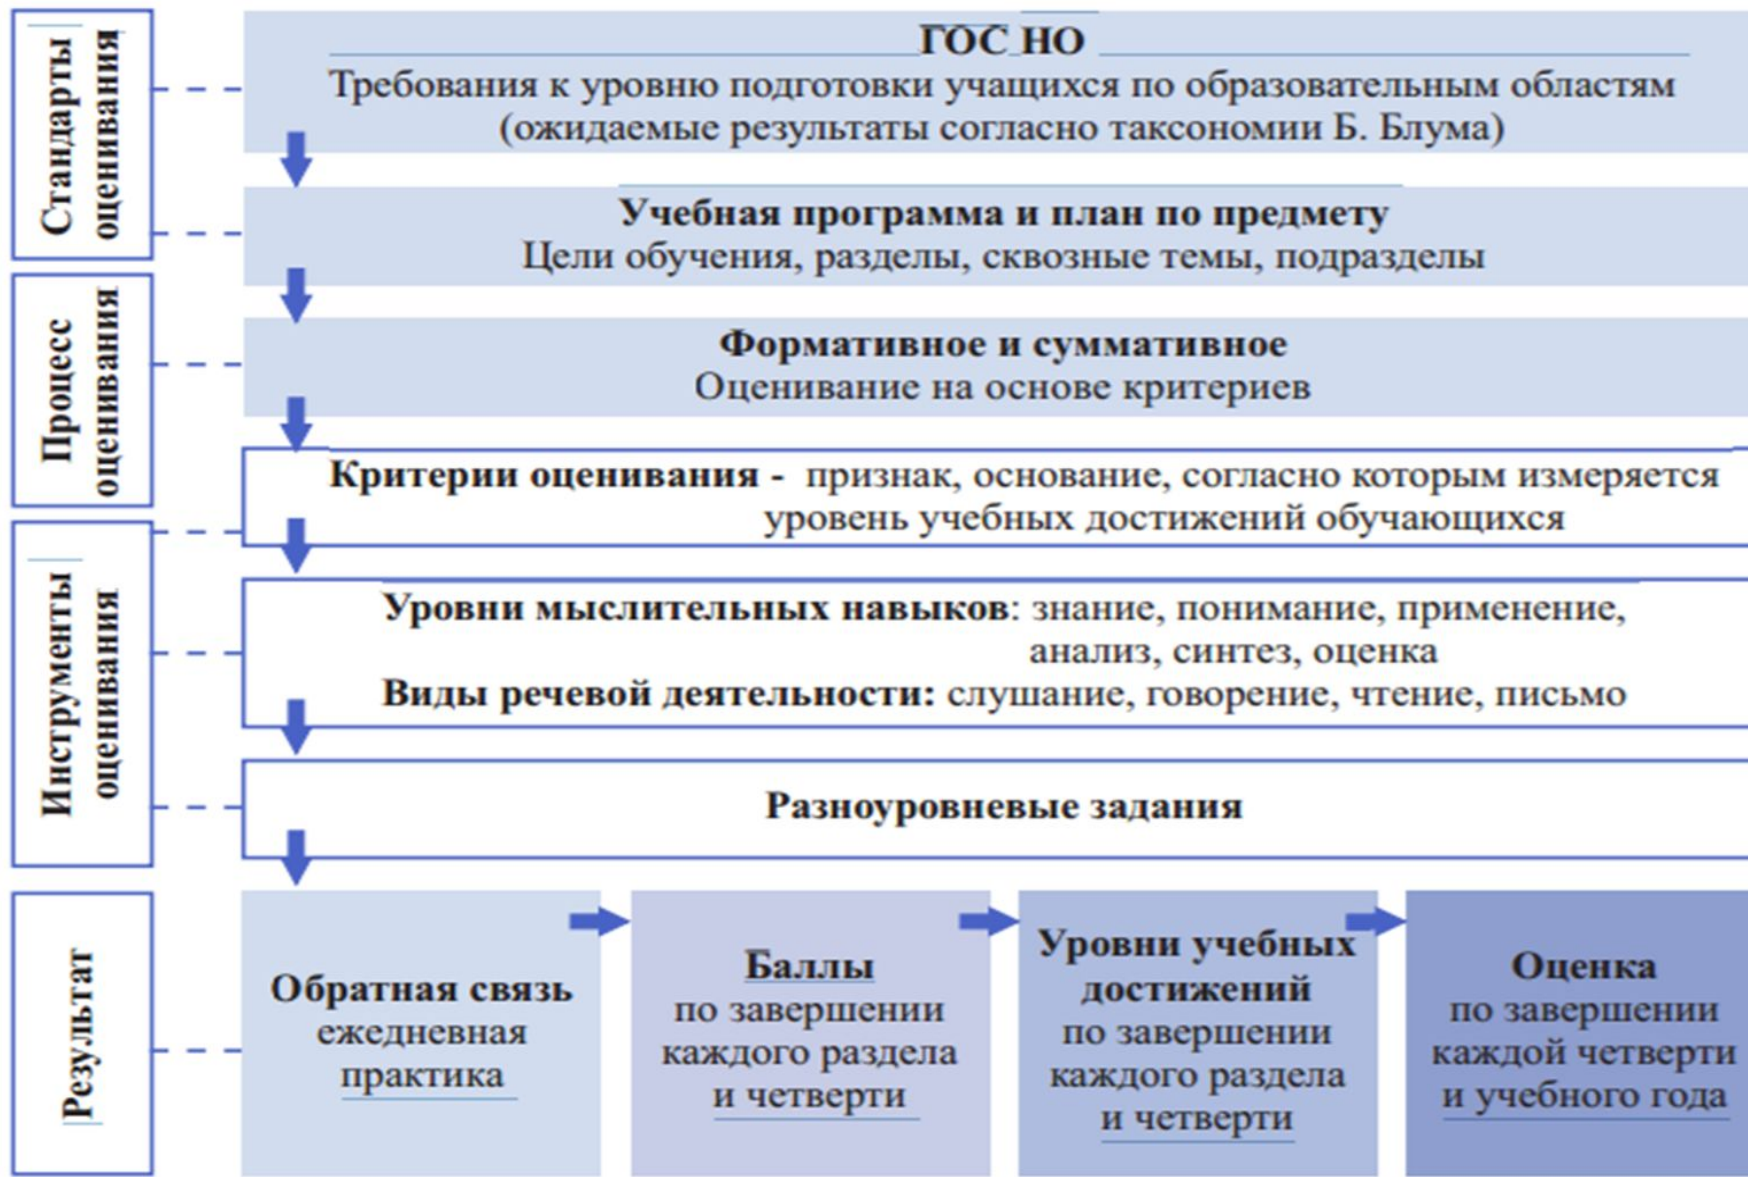 Стандарты
оценивания
ГОС НО
Требования к уровню подготовки учащихся по образовательным областям
(ожидаемые результаты согласно таксономии Б. Блума)
Учебная программа и план по предмету
Цели обучения, разделы, сквозные темы, подразделы
Процесс
оценивания
Формативное и суммативное
Оценивание на основе критериев
Критерии оценивания - признак, основание, согласно которым измеряется
уровень учебных достижений обучающихся
Инструменты
оценивания
Уровни мыслительных навыков: знание, понимание, применение,
анализ, синтез, оценка
Виды речевой деятельности: слушание, говорение, чтение, письмо
Разноуровневые задания
Результат
Обратная связь
ежедневная
практика
Баллы
по завершении
каждого раздела
и четверти
Уровни учебных
достижений
по завершении
каждого раздела
и четверти
Оценка
по завершении
каждой четверти
и учебного года